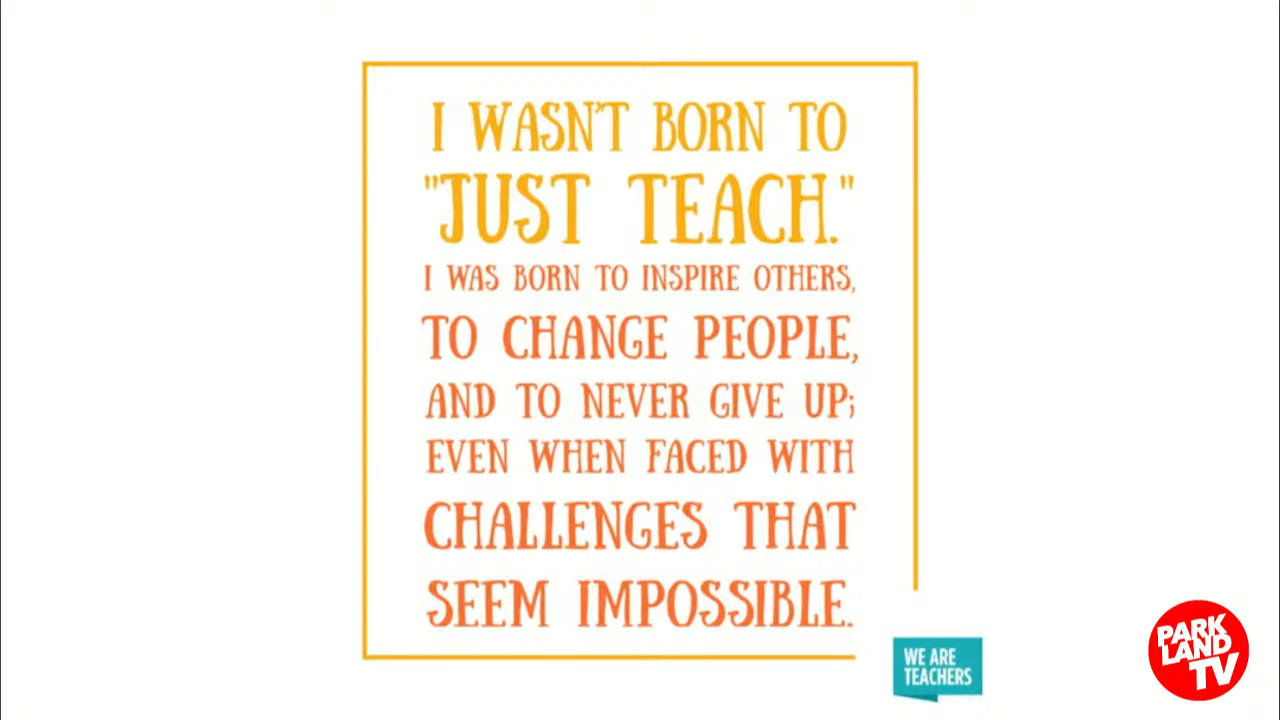 I WASN'T BORN TO
"JUST TEACH."
I WAS BORN TO INSPIRE OTHERS,
TO CHANGE PEOPLE,
AND TO NEVER GIVE UP;
EVEN WHEN FACED WITH
CHALLENGES THAT
SEEM IMPOSSIBLE.
WE ARE
TEACHERS
PARK
LAND
TV